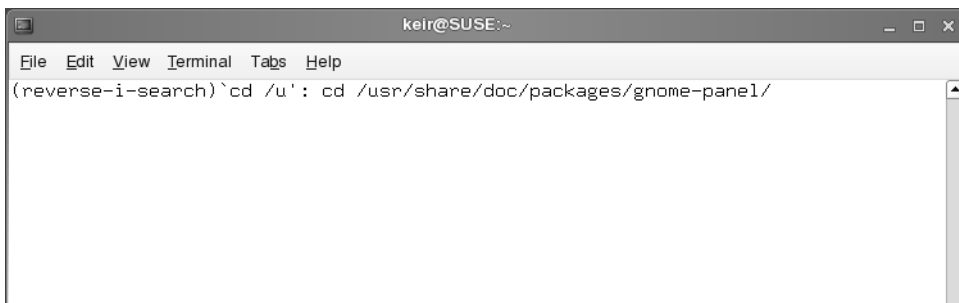 keir@SUSE:~
File Edit View Terminal Tabs Help
(reverse-i-search)`cd /u': cd /usr/share/doc/packages/gnome-panel/